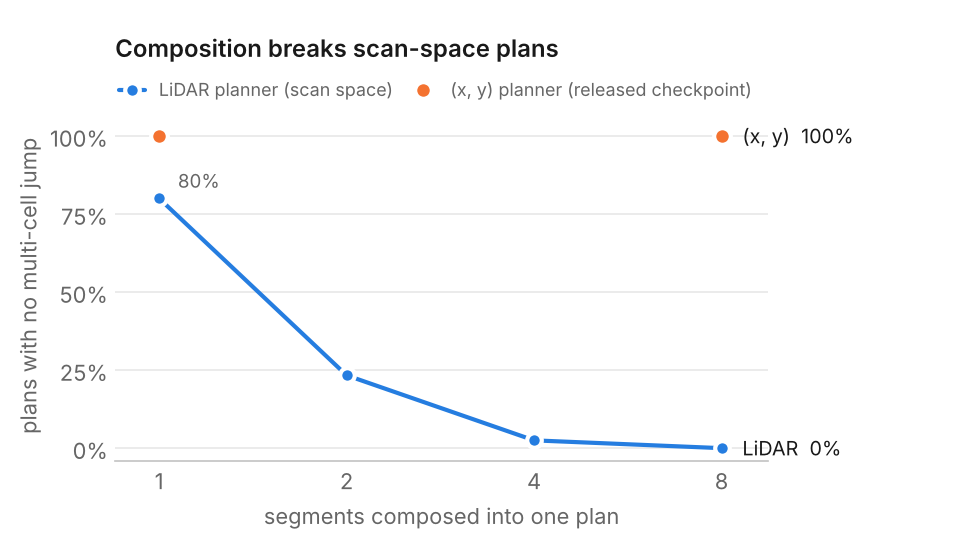 Composition breaks scan-space plans
LiDAR planner (scan space) (x, y) planner (released checkpoint)
plans with no multi-cell jump
100%
75%
50%
25%
0%
80%
(x, y) 100%
LiDAR 0%
1 2 4 8
segments composed into one plan